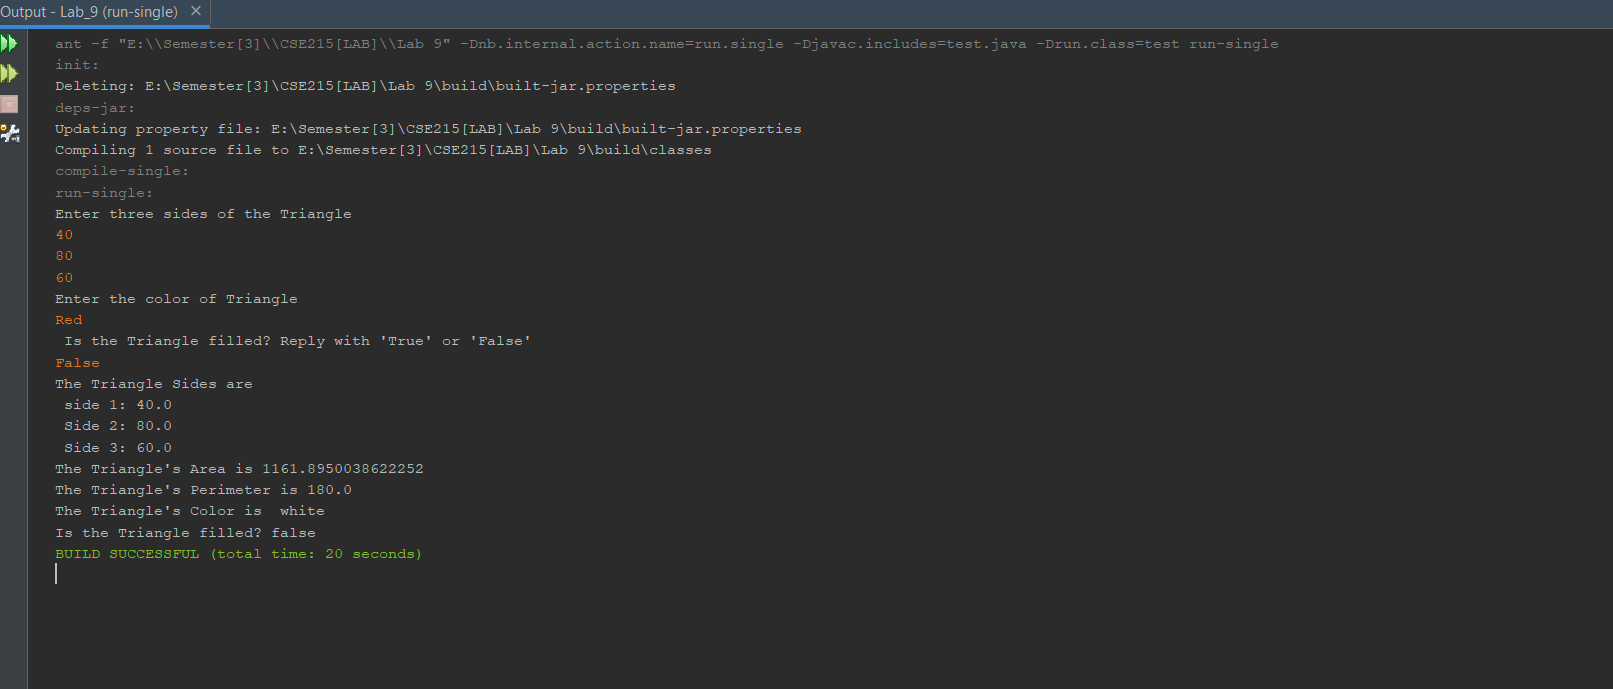 Output - Lab_9 (run-single) ×
ant -f "E:\\Semester[3]\\CSE215[LAB]\\Lab 9" -Dnb.internal.action.name=run.single -Djavac.includes=test.java -Drun.class=test run-single
init:
Deleting: E:\Semester[3]\CSE215[LAB]\Lab 9\build\built-jar.properties
deps-jar:
Updating property file: E:\Semester[3]\CSE215[LAB]\Lab 9\build\built-jar.properties
Compiling 1 source file to E:\Semester[3]\CSE215[LAB]\Lab 9\build\classes
compile-single:
run-single:
Enter three sides of the Triangle
40
80
60
Enter the color of Triangle
Red
 Is the Triangle filled? Reply with 'True' or 'False'
False
The Triangle Sides are
 side 1: 40.0
 Side 2: 80.0
 Side 3: 60.0
The Triangle's Area is 1161.8950038622252
The Triangle's Perimeter is 180.0
The Triangle's Color is  white
Is the Triangle filled? false
BUILD SUCCESSFUL (total time: 20 seconds)